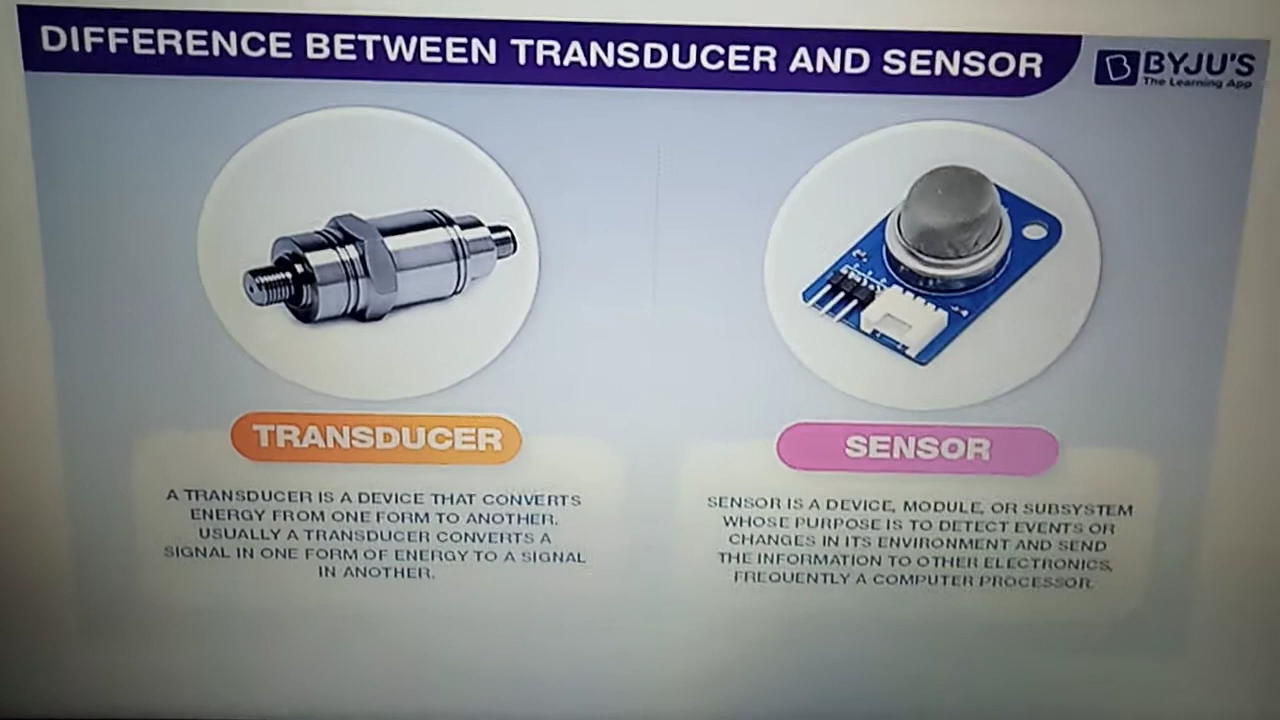 DIFFERENCE BETWEEN TRANSDUCER AND SENSOR
BYJU'S
The Learning App
TRANSDUCER
A TRANSDUCER IS A DEVICE THAT CONVERTS
ENERGY FROM ONE FORM TO ANOTHER.
USUALLY A TRANSDUCER CONVERTS A
SIGNAL IN ONE FORM OF ENERGY TO A SIGNAL
IN ANOTHER.
SENSOR
SENSOR IS A DEVICE, MODULE, OR SUBSYSTEM
WHOSE PURPOSE IS TO DETECT EVENTS OR
CHANGES IN ITS ENVIRONMENT AND SEND
THE INFORMATION TO OTHER ELECTRONICS,
FREQUENTLY A COMPUTER PROCESSOR.